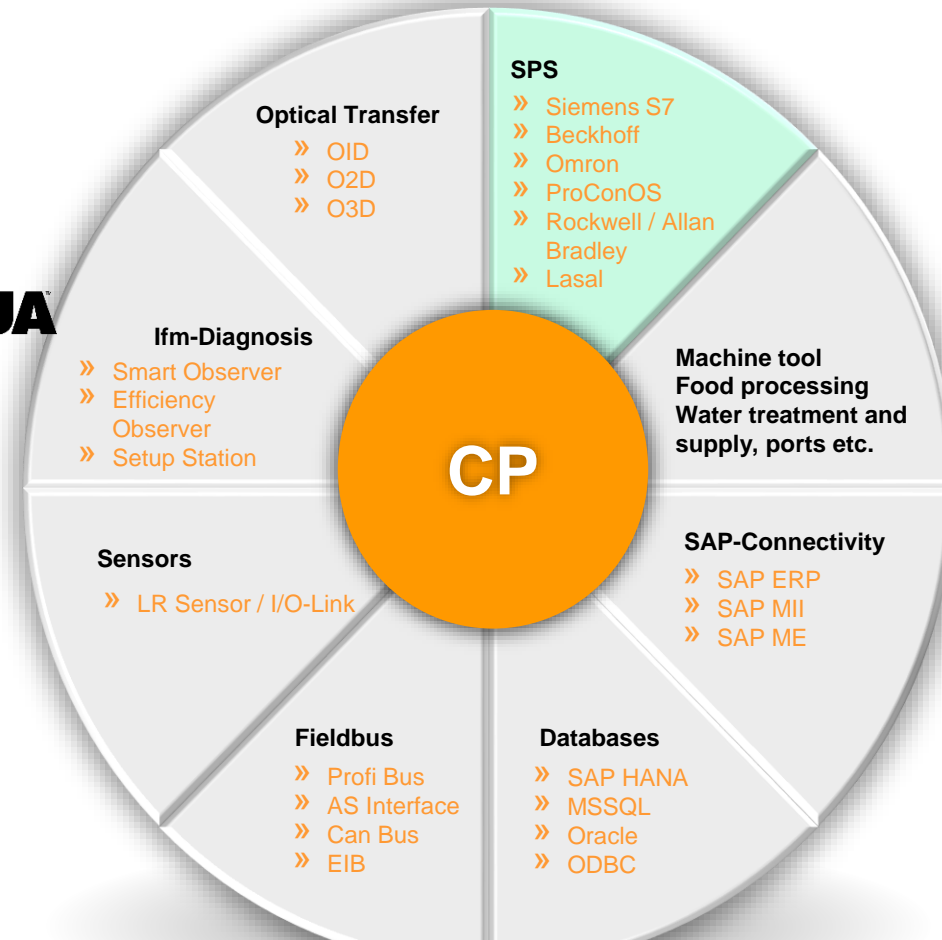 SPS
» Siemens S7
» Beckhoff
» Omron
» ProConOS
» Rockwell / Allan
Bradley
» Lasal
Machine tool
Food processing
Water treatment and
supply, ports etc.
SAP-Connectivity
» SAP ERP
» SAP MII
» SAP ME
Databases
» SAP HANA
» MSSQL
» Oracle
» ODBC
Fieldbus
» Profi Bus
» AS Interface
» Can Bus
» EIB
Sensors
» LR Sensor / I/O-Link
Ifm-Diagnosis
» Smart Observer
» Efficiency
Observer
» Setup Station
Optical Transfer
» OID
» O2D
» O3D
CP
UA